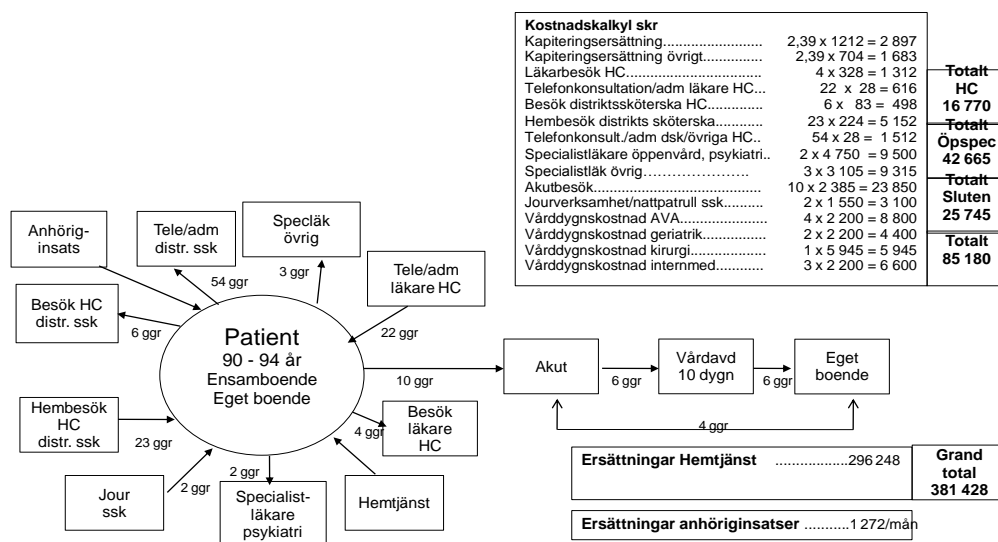 Kostnadskalkyl skr
Kapiteringsersättning.......................... 2,39 x 1212 = 2 897
Kapiteringsersättning övrigt............... 2,39 x 704 = 1 683
Läkarbesök HC................................... 4 x 328 = 1 312
Telefonkonsultation/adm läkare HC... 22 x 28 = 616
Besök distriktssköterska HC............... 6 x 83 = 498
Hembesök distrikts sköterska............. 23 x 224 = 5 152
Telefonkonsult./adm dsk/övriga HC.. 54 x 28 = 1 512
Specialistläkare öppenvård, psykiatri.. 2 x 4 750 = 9 500
Specialistläk övrig…………………. 3 x 3 105 = 9 315
Akutbesök........................................... 10 x 2 385 = 23 850
Jourverksamhet/nattpatrull ssk.......... 2 x 1 550 = 3 100
Vårddygnskostnad AVA..................... 4 x 2 200 = 8 800
Vårddygnskostnad geriatrik................ 2 x 2 200 = 4 400
Vårddygnskostnad kirurgi................... 1 x 5 945 = 5 945
Vårddygnskostnad internmed............ 3 x 2 200 = 6 600
Totalt
HC
16 770
Totalt
Öpspec
42 665
Totalt
Sluten
25 745
Totalt
85 180
Anhörig-
insats
Tele/adm
distr. ssk
Specläk
övrig
Tele/adm
läkare HC
54 ggr
3 ggr
22 ggr
Besök HC
distr. ssk
6 ggr
Patient
90 - 94 år
Ensamboende
Eget boende
10 ggr
Akut
6 ggr
Vårdavd
10 dygn
6 ggr
Eget
boende
4 ggr
Hembesök
HC
distr. ssk
23 ggr
4 ggr
Besök
läkare
HC
Jour
ssk
2 ggr
2 ggr
Specialist-
läkare
psykiatri
Hemtjänst
Ersättningar Hemtjänst ..................296 248
Grand
total
381 428
Ersättningar anhöriginsatser ...........1 272/mån